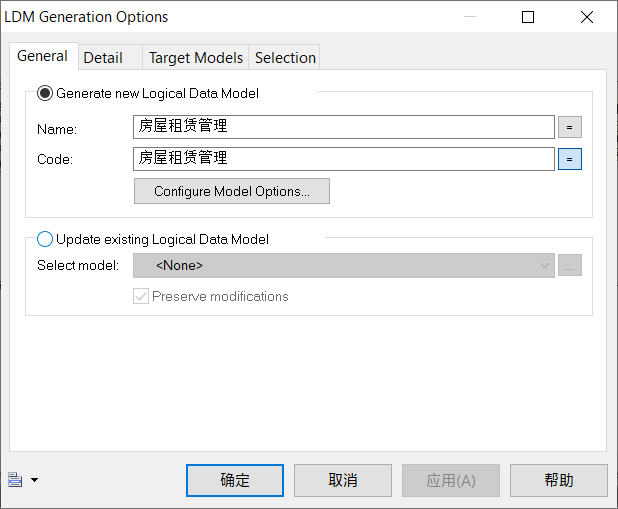 LDM Generation Options
General Detail Target Models Selection
Generate new Logical Data Model
Name: 房屋租赁管理 =
Code: 房屋租赁管理 =
Configure Model Options...
Update existing Logical Data Model
Select model: <None> ...
Preserve modifications
确定 取消 应用(A) 帮助